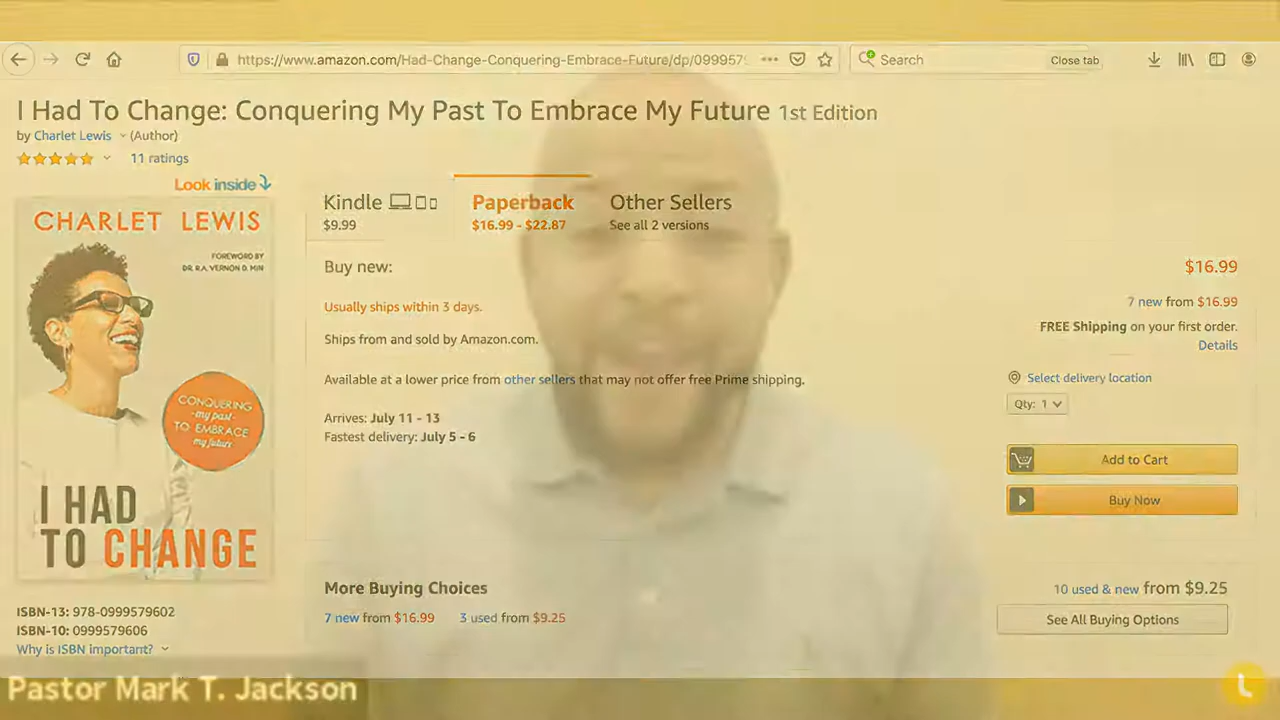 https://www.amazon.com/Had-Change-Conquering-Embrace-Future/dp/0999579
Search
Close tab
I Had To Change: Conquering My Past To Embrace My Future 1st Edition
by Charlet Lewis (Author)
11 ratings
Look inside
CHARLET LEWIS
FOREWORD BY
DR. R.A. VERNON D. MIN
CONQUERING
my past
TO EMBRACE
my future
I HAD
TO CHANGE
ISBN-13: 978-0999579602
ISBN-10: 0999579606
Why is ISBN important?
Kindle
$9.99
Paperback
$16.99 - $22.87
Other Sellers
See all 2 versions
Buy new:
Usually ships within 3 days.
Ships from and sold by Amazon.com.
Available at a lower price from other sellers that may not offer free Prime shipping.
Arrives: July 11 - 13
Fastest delivery: July 5 - 6
More Buying Choices
7 new from $16.99 3 used from $9.25
$16.99
7 new from $16.99
FREE Shipping on your first order.
Details
Select delivery location
Qty: 1
Add to Cart
Buy Now
10 used & new from $9.25
See All Buying Options
Pastor Mark T. Jackson